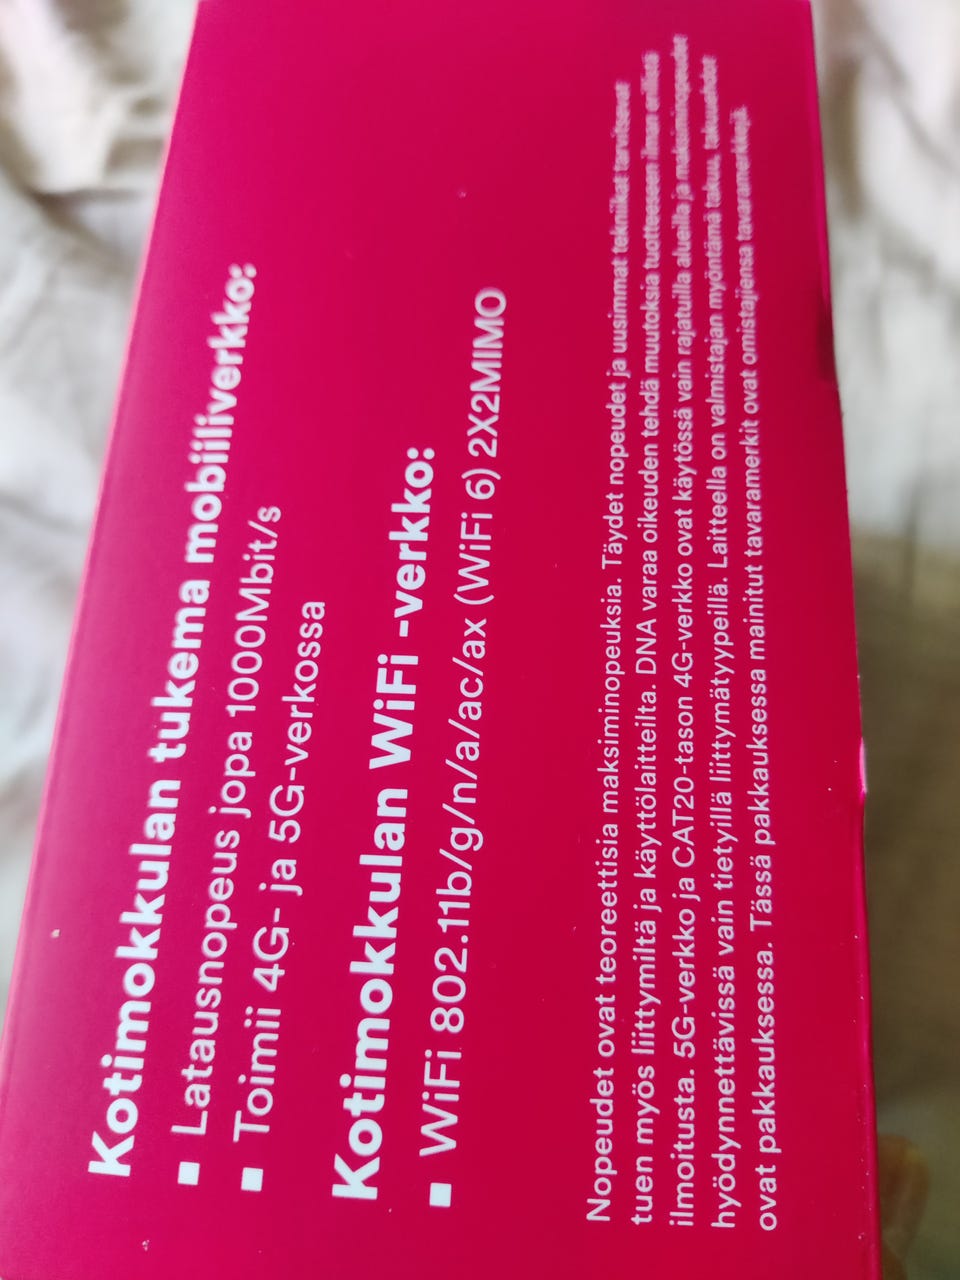 Kotimokkulan tukema mobiiliverkko:
▪ Latausnopeus jopa 1000Mbit/s
▪ Toimii 4G- ja 5G-verkossa
Kotimokkulan WiFi -verkko:
▪ WiFi 802.11b/g/n/a/ac/ax (WiFi 6) 2X2MIMO
Nopeudet ovat teoreettisia maksiminopeuksia. Täydet nopeudet ja uusimmat tekniikat tarvitsevat
tuen myös liittymiltä ja käyttölaitteilta. DNA varaa oikeuden tehdä muutoksia tuotteeseen ilman erillistä
ilmoitusta. 5G-verkko ja CAT20-tason 4G-verkko ovat käytössä vain rajatuilla alueilla ja maksiminopeudet
hyödynnettävissä vain tietyillä liittymätyypeillä. Laitteella on valmistajan myöntämä takuu, takuuehdot
ovat pakkauksessa. Tässä pakkauksessa mainitut tavaramerkit ovat omistajiensa tavaramerkkejä.